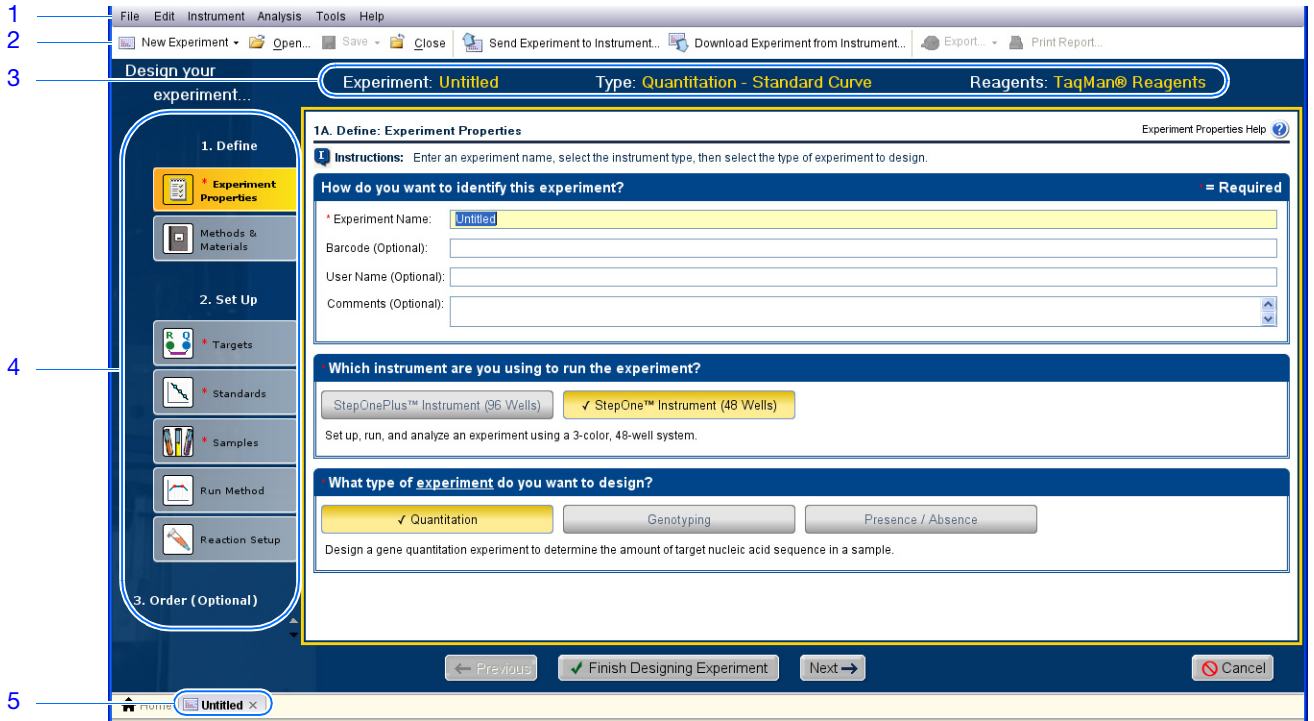 1
File Edit Instrument Analysis Tools Help
2
New Experiment Open... Save Close Send Experiment to Instrument... Download Experiment from Instrument... Export... Print Report...
3
Design your
experiment...
Experiment: Untitled Type: Quantitation - Standard Curve Reagents: TaqMan® Reagents
4
1. Define
* Experiment
Properties
Methods &
Materials
2. Set Up
R Q
* Targets
* Standards
* Samples
Run Method
Reaction Setup
3. Order (Optional)
1A. Define: Experiment Properties
Experiment Properties Help ?
Instructions: Enter an experiment name, select the instrument type, then select the type of experiment to design.
How do you want to identify this experiment?
* = Required
* Experiment Name: Untitled
Barcode (Optional):
User Name (Optional):
Comments (Optional):
* Which instrument are you using to run the experiment?
StepOnePlus™ Instrument (96 Wells) ✓ StepOne™ Instrument (48 Wells)
Set up, run, and analyze an experiment using a 3-color, 48-well system.
* What type of experiment do you want to design?
✓ Quantitation Genotyping Presence / Absence
Design a gene quantitation experiment to determine the amount of target nucleic acid sequence in a sample.
← Previous ✓ Finish Designing Experiment Next → Cancel
5
Home Untitled ×